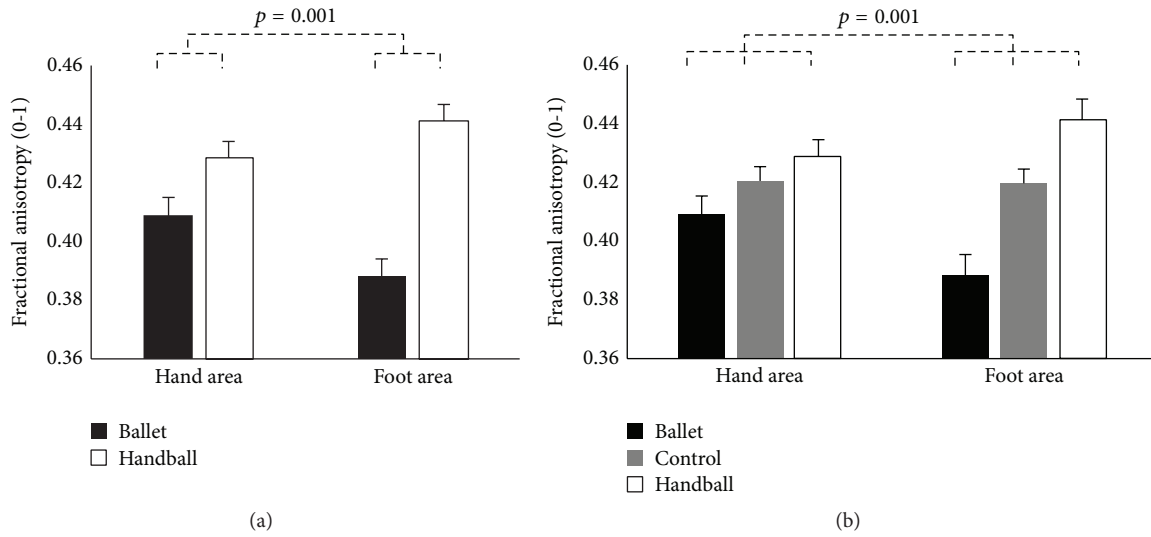 p = 0.001
Fractional anisotropy (0-1)
0.46
0.44
0.42
0.40
0.38
0.36
Hand area
Foot area
Ballet
Handball
(a)
p = 0.001
Fractional anisotropy (0-1)
0.46
0.44
0.42
0.40
0.38
0.36
Hand area
Foot area
Ballet
Control
Handball
(b)